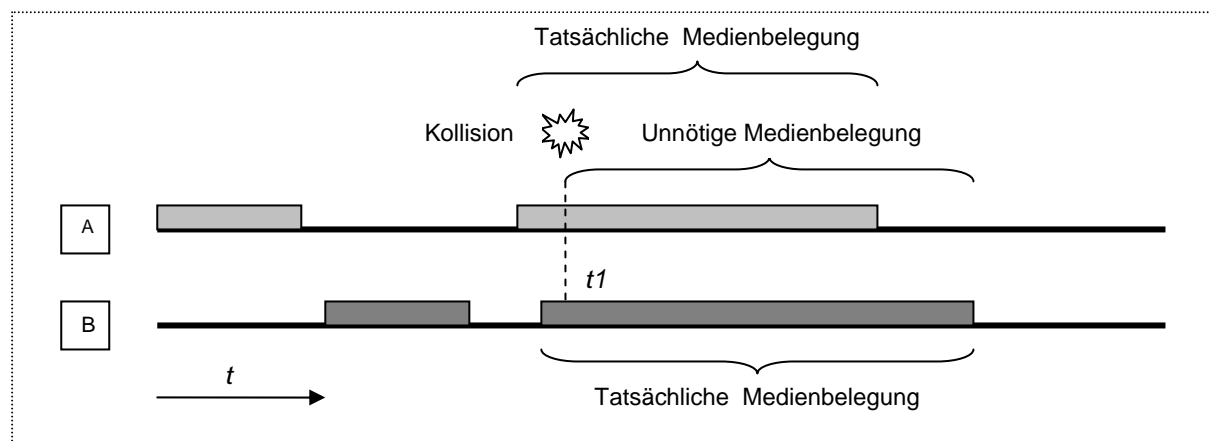 Tatsächliche Medienbelegung
Kollision
Unnötige Medienbelegung
A
t1
B
t
Tatsächliche Medienbelegung